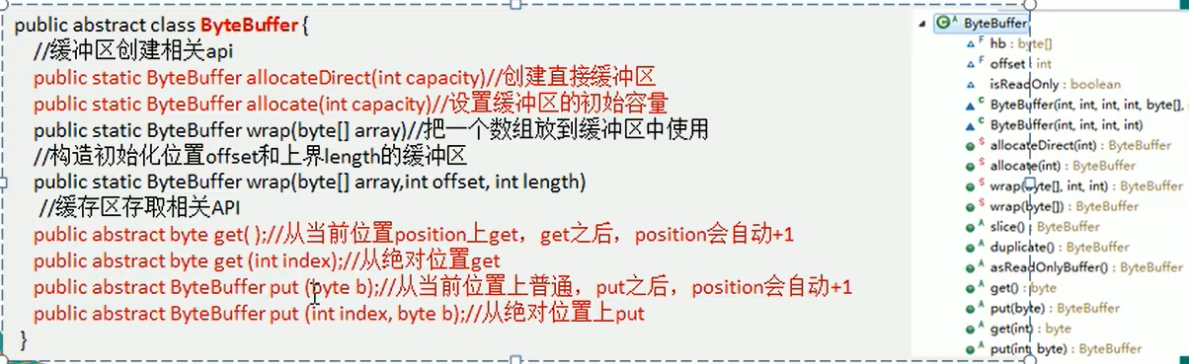 public abstract class ByteBuffer {
//缓冲区创建相关api
public static ByteBuffer allocateDirect(int capacity)//创建直接缓冲区
public static ByteBuffer allocate(int capacity)//设置缓冲区的初始容量
public static ByteBuffer wrap(byte[] array)//把一个数组放到缓冲区中使用
//构造初始化位置offset和上界length的缓冲区
public static ByteBuffer wrap(byte[] array,int offset, int length)
//缓存区存取相关API
public abstract byte get( );//从当前位置position上get，get之后，position会自动+1
public abstract byte get (int index);//从绝对位置get
public abstract ByteBuffer put (byte b);//从当前位置上普通，put之后，position会自动+1
public abstract ByteBuffer put (int index, byte b);//从绝对位置上put
}
ByteBuffer
hb : byte[]
offset : int
isReadOnly : boolean
ByteBuffer(int, int, int, int, byte[],
ByteBuffer(int, int, int, int)
allocateDirect(int) : ByteBuffer
allocate(int) : ByteBuffer
wrap(byte[], int, int) : ByteBuffer
wrap(byte[]) : ByteBuffer
slice() : ByteBuffer
duplicate() : ByteBuffer
asReadOnlyBuffer() : ByteBuffer
get() : byte
put(byte) : ByteBuffer
get(int) : byte
put(int, byte) : ByteBuffer